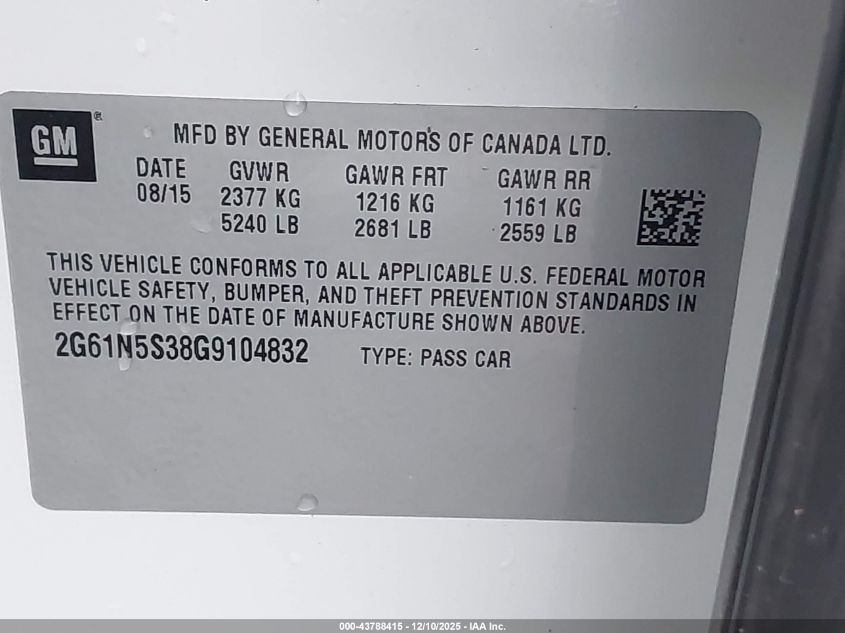 GM®
MFD BY GENERAL MOTORS OF CANADA LTD.
DATE GVWR GAWR FRT GAWR RR
08/15 2377 KG 1216 KG 1161 KG
5240 LB 2681 LB 2559 LB
THIS VEHICLE CONFORMS TO ALL APPLICABLE U.S. FEDERAL MOTOR
VEHICLE SAFETY, BUMPER, AND THEFT PREVENTION STANDARDS IN
EFFECT ON THE DATE OF MANUFACTURE SHOWN ABOVE.
2G61N5S38G9104832 TYPE: PASS CAR
000-43788415 - 12/10/2025 - IAA Inc.